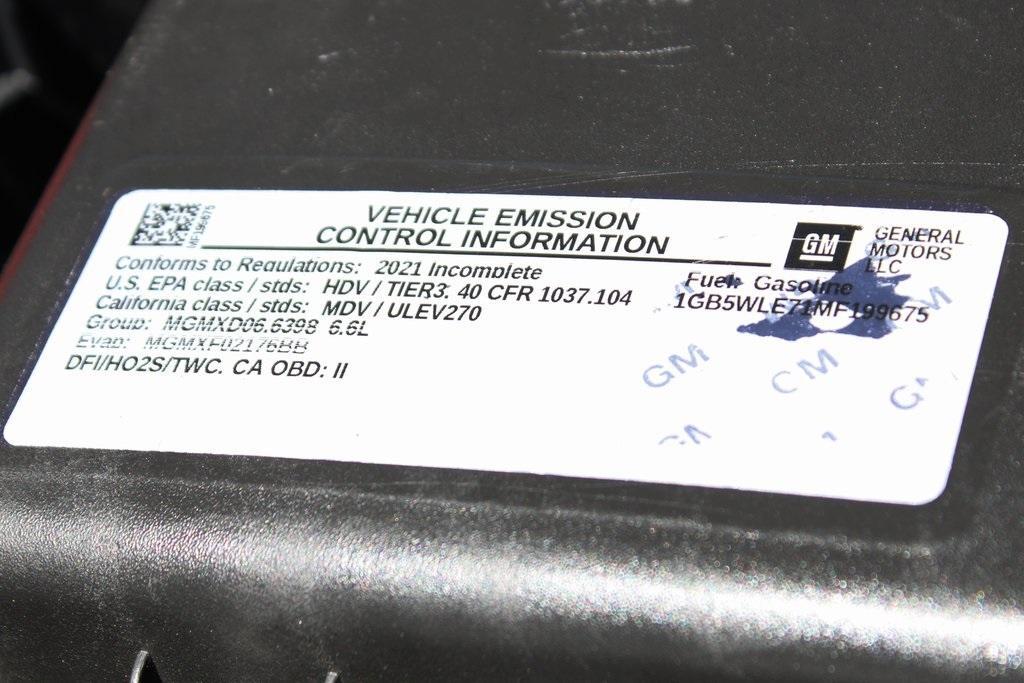 VEHICLE EMISSION
CONTROL INFORMATION
GM
GENERAL
MOTORS
LLC
Conforms to Regulations: 2021 Incomplete
U.S. EPA class / stds: HDV / TIER3. 40 CFR 1037.104
California class / stds: MDV / ULEV270
Group: MGMXD06.6398 6.6L
Evap: MGMXF02176BB
DFI/HO2S/TWC. CA OBD: II
Fuel: Gasoline
1GB5WLE71MF199675
GM
GM